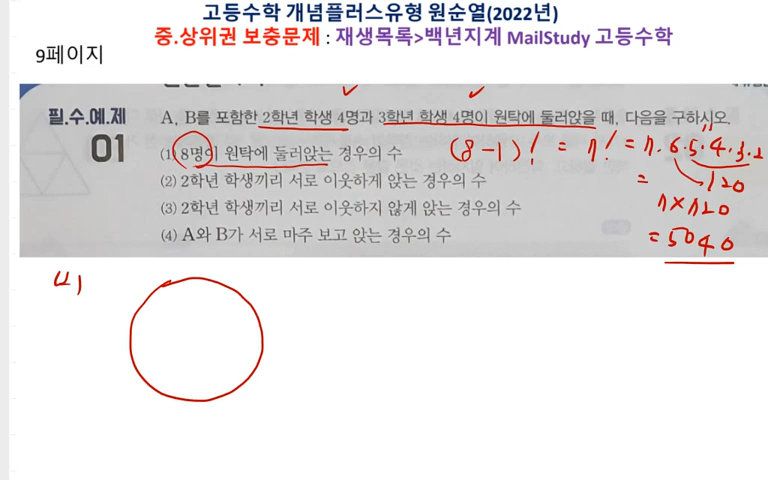 고등수학 개념플러스유형 원순열(2022년)
중.상위권 보충문제 : 재생목록>백년지계 MailStudy 고등수학
9페이지
필.수.예.제
01
A, B를 포함한 2학년 학생 4명과 3학년 학생 4명이 원탁에 둘러앉을 때, 다음을 구하시오.
(1) 8명이 원탁에 둘러앉는 경우의 수
(8-1)! = 7! = 7.6.5.4.3.2
(2) 2학년 학생끼리 서로 이웃하게 앉는 경우의 수
=
120
(3) 2학년 학생끼리 서로 이웃하지 않게 앉는 경우의 수
7×720
(4) A와 B가 서로 마주 보고 앉는 경우의 수
= 5040